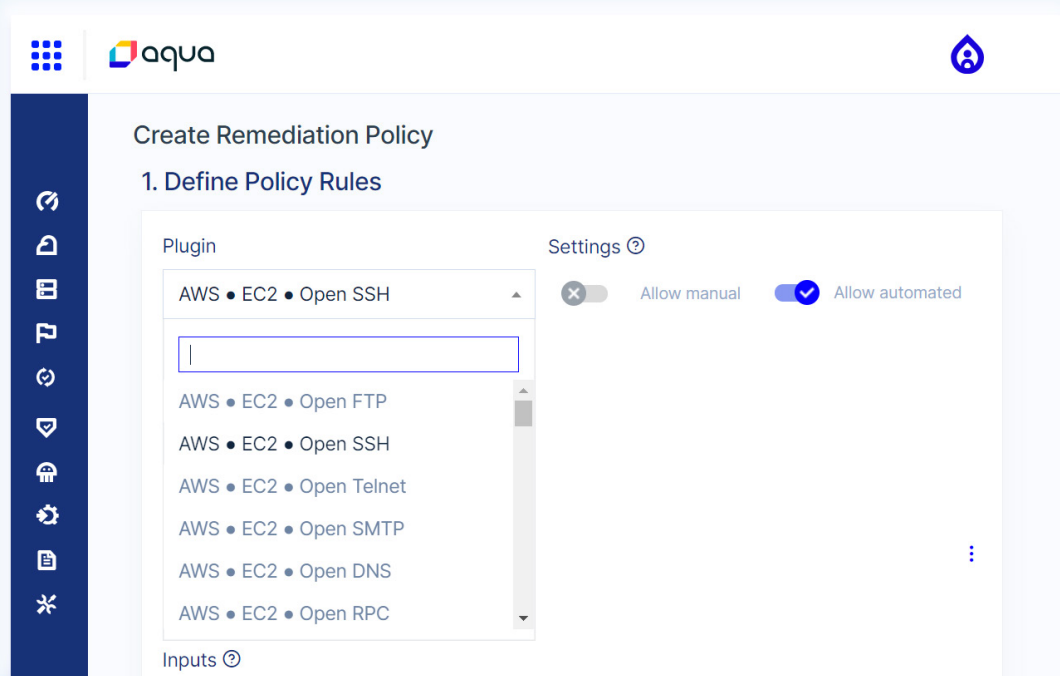 aqua
Create Remediation Policy
1. Define Policy Rules
Plugin
Settings
AWS ● EC2 ● Open SSH
Allow manual
Allow automated
AWS ● EC2 ● Open FTP
AWS ● EC2 ● Open SSH
AWS ● EC2 ● Open Telnet
AWS ● EC2 ● Open SMTP
AWS ● EC2 ● Open DNS
AWS ● EC2 ● Open RPC
Inputs